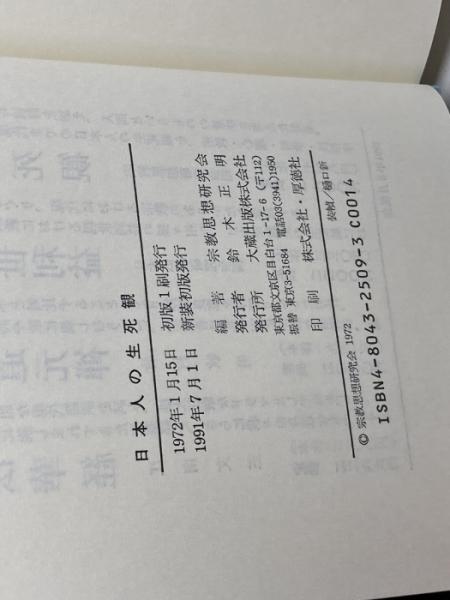 日本人の生死観
1972年1月15日 初版1刷発行
1991年7月1日 新装初版発行
編著 宗教思想研究会
発行者 鈴木正明
発行所 大蔵出版株式会社
東京都文京区目白台1-17-6 (〒112)
振替 東京3-51684 電話03(3941)1950
印刷 株式会社・厚徳社
装幀/樋口新
© 宗教思想研究会 1972
ISBN4-8043-2509-3 C0014